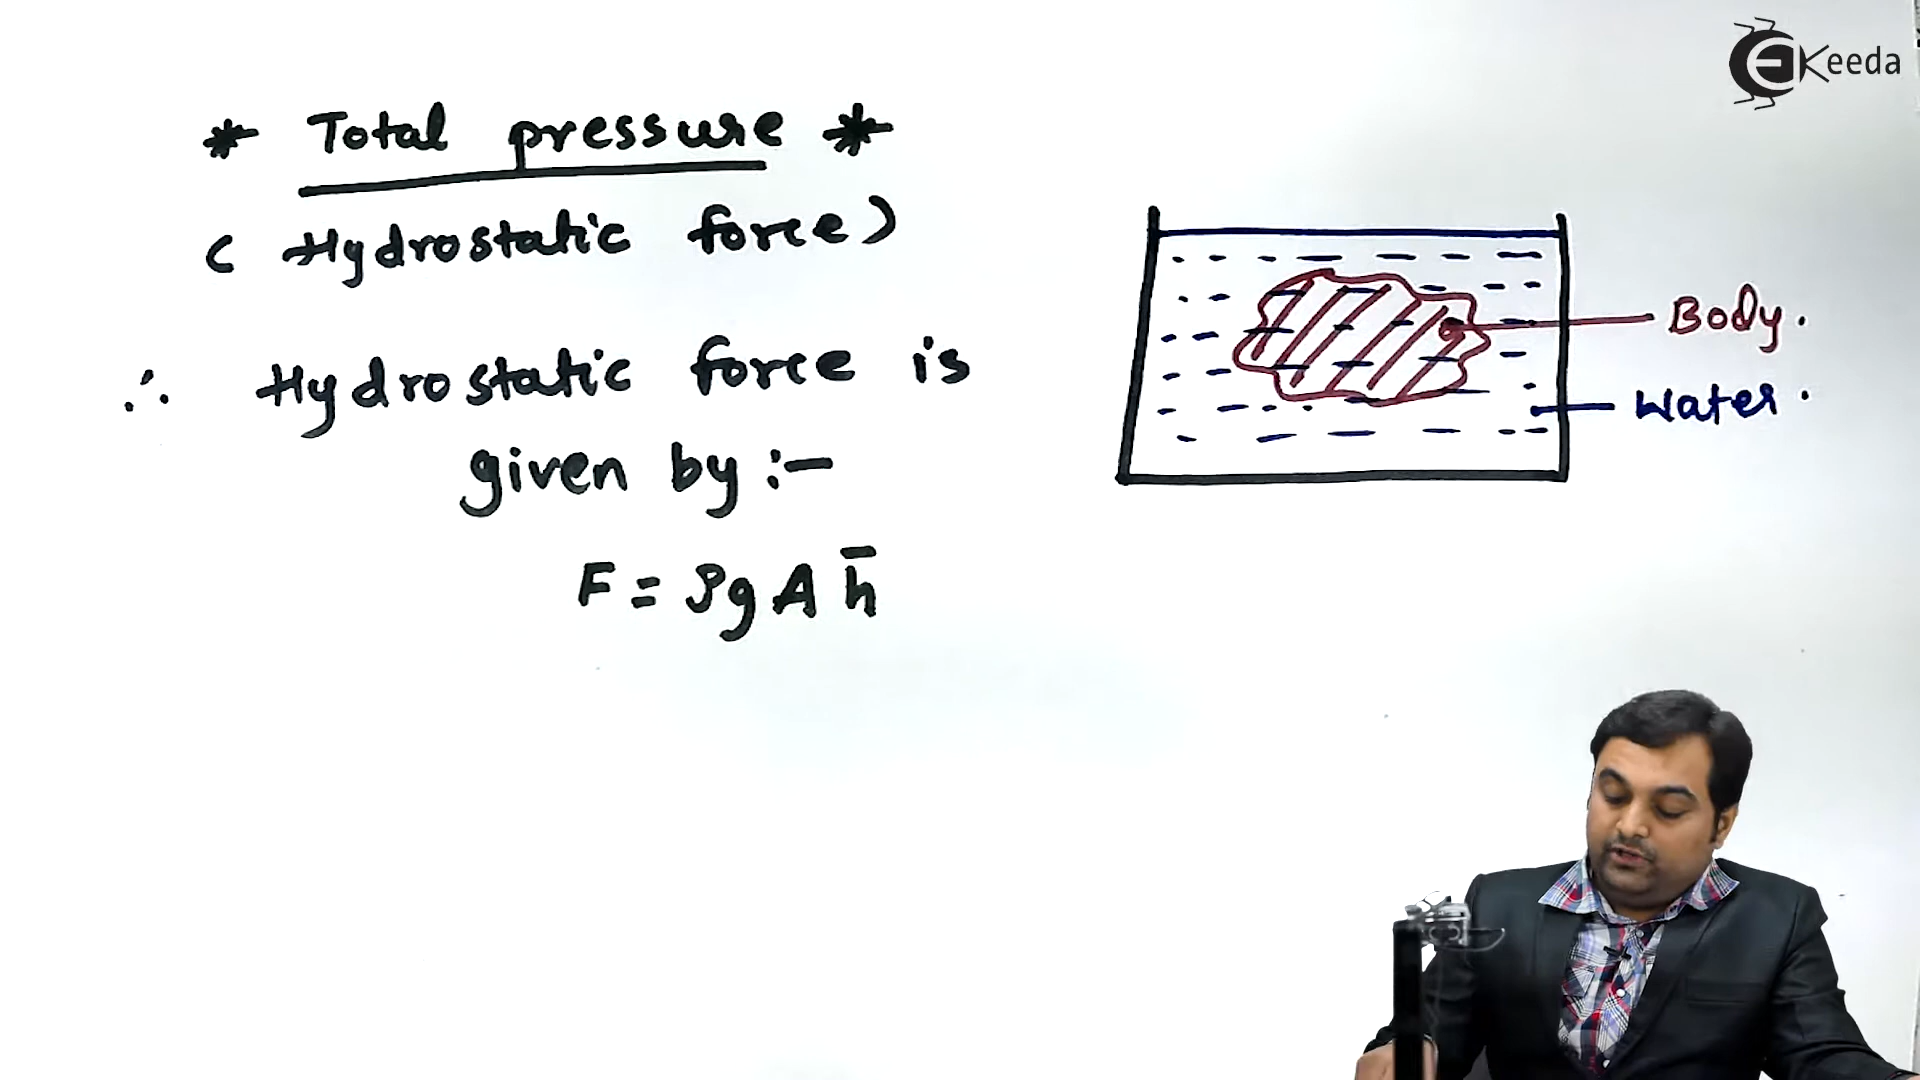 Ekeeda
* Total pressure *
( Hydrostatic force )
∴ Hydrostatic force is
given by :-
F = ρg A h̄
Body.
Water.